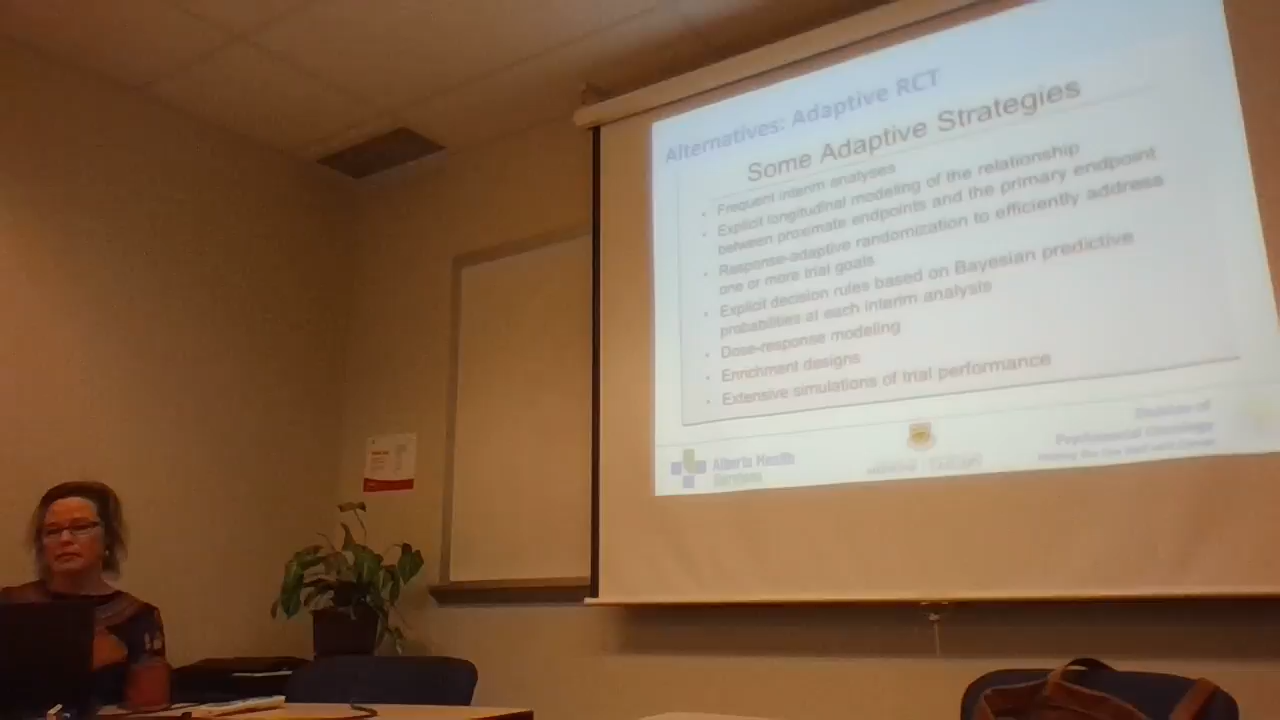 Alternatives: Adaptive RCT
Some Adaptive Strategies
• Frequent interim analyses
• Explicit longitudinal modeling of the relationship
between proximate endpoints and the primary endpoint
• Response-adaptive randomization to efficiently address
one or more trial goals
• Explicit decision rules based on Bayesian predictive
probabilities at each interim analysis
• Dose-response modeling
• Enrichment designs
• Extensive simulations of trial performance
Alberta Health
Services
Division of
Psychosocial Oncology